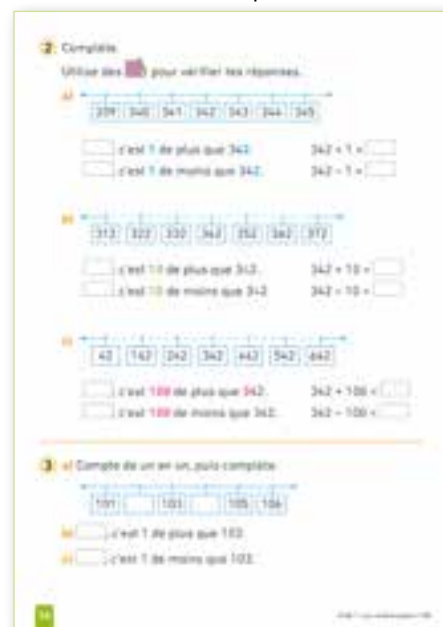 2 Complète.
Utilise des pour vérifier tes réponses.
a)
339 340 341 342 343 344 345
c'est 1 de plus que 342. 342 + 1 =
c'est 1 de moins que 342. 342 - 1 =
b)
312 322 332 342 352 362 372
c'est 10 de plus que 342. 342 + 10 =
c'est 10 de moins que 342. 342 - 10 =
c)
42 142 242 342 442 542 642
c'est 100 de plus que 342. 342 + 100 =
c'est 100 de moins que 342. 342 - 100 =
3 a) Compte de un en un, puis complète.
101 103 105 106
b) c'est 1 de plus que 103.
c) c'est 1 de moins que 103.